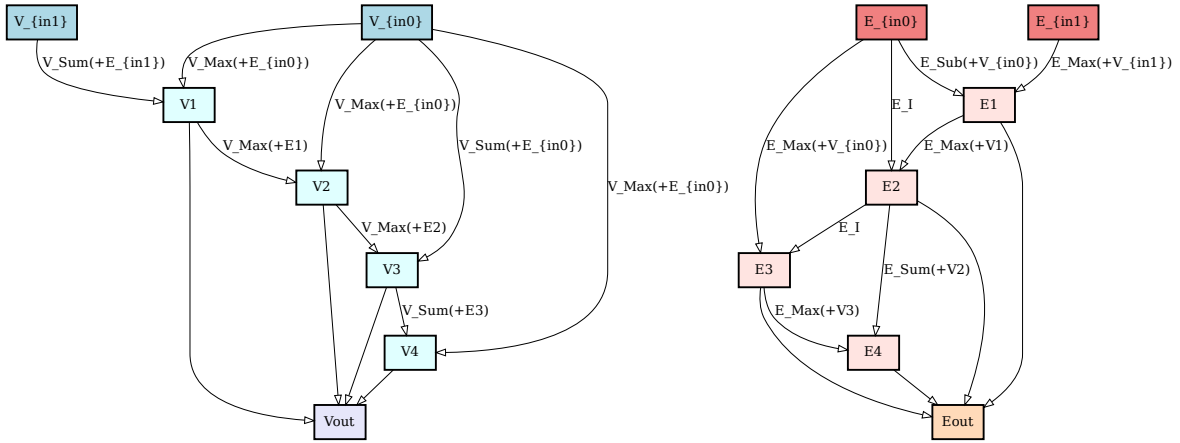 V_{in1}
V_{in0}
E_{in0}
E_{in1}
V_Sum(+E_{in1})
V_Max(+E_{in0})
E_Sub(+V_{in0})
E_Max(+V_{in1})
V1
V_Max(+E_{in0})
E_I
E1
V_Max(+E1)
V_Sum(+E_{in0})
E_Max(+V_{in0})
E_Max(+V1)
V2
V_Max(+E_{in0})
E2
V_Max(+E2)
E_I
V3
E3
E_Sum(+V2)
V_Sum(+E3)
E_Max(+V3)
V4
E4
Vout
Eout